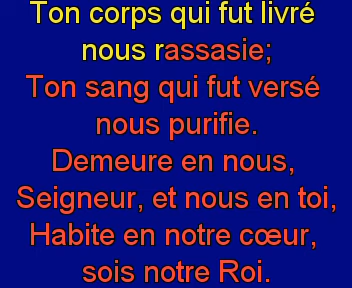 Ton corps qui fut livré
nous rassasie;
Ton sang qui fut versé
nous purifie.
Demeure en nous,
Seigneur, et nous en toi,
Habite en notre cœur,
sois notre Roi.